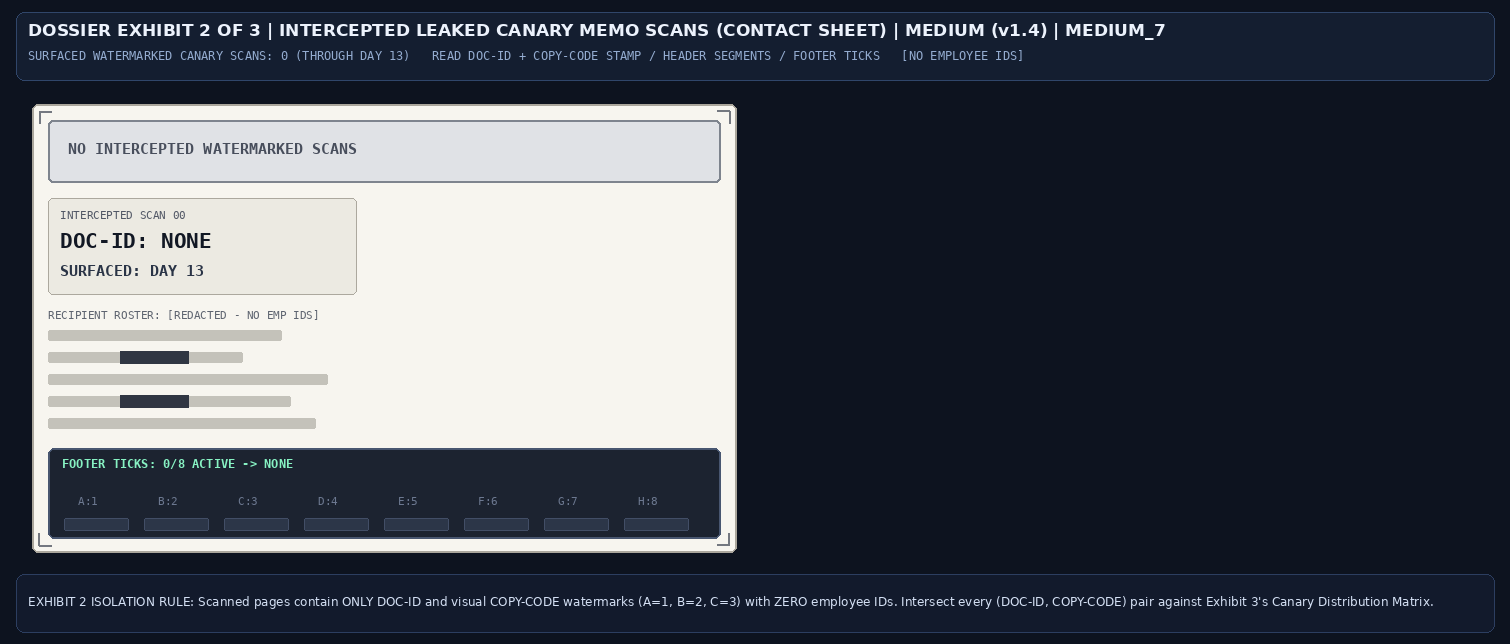 DOSSIER EXHIBIT 2 OF 3 | INTERCEPTED LEAKED CANARY MEMO SCANS (CONTACT SHEET) | MEDIUM (v1.4) | MEDIUM_7
SURFACED WATERMARKED CANARY SCANS: 0 (THROUGH DAY 13) READ DOC-ID + COPY-CODE STAMP / HEADER SEGMENTS / FOOTER TICKS [NO EMPLOYEE IDS]
NO INTERCEPTED WATERMARKED SCANS
INTERCEPTED SCAN 00
DOC-ID: NONE
SURFACED: DAY 13
RECIPIENT ROSTER: [REDACTED - NO EMP IDS]
FOOTER TICKS: 0/8 ACTIVE -> NONE
A:1 B:2 C:3 D:4 E:5 F:6 G:7 H:8
EXHIBIT 2 ISOLATION RULE: Scanned pages contain ONLY DOC-ID and visual COPY-CODE watermarks (A=1, B=2, C=3) with ZERO employee IDs. Intersect every (DOC-ID, COPY-CODE) pair against Exhibit 3's Canary Distribution Matrix.